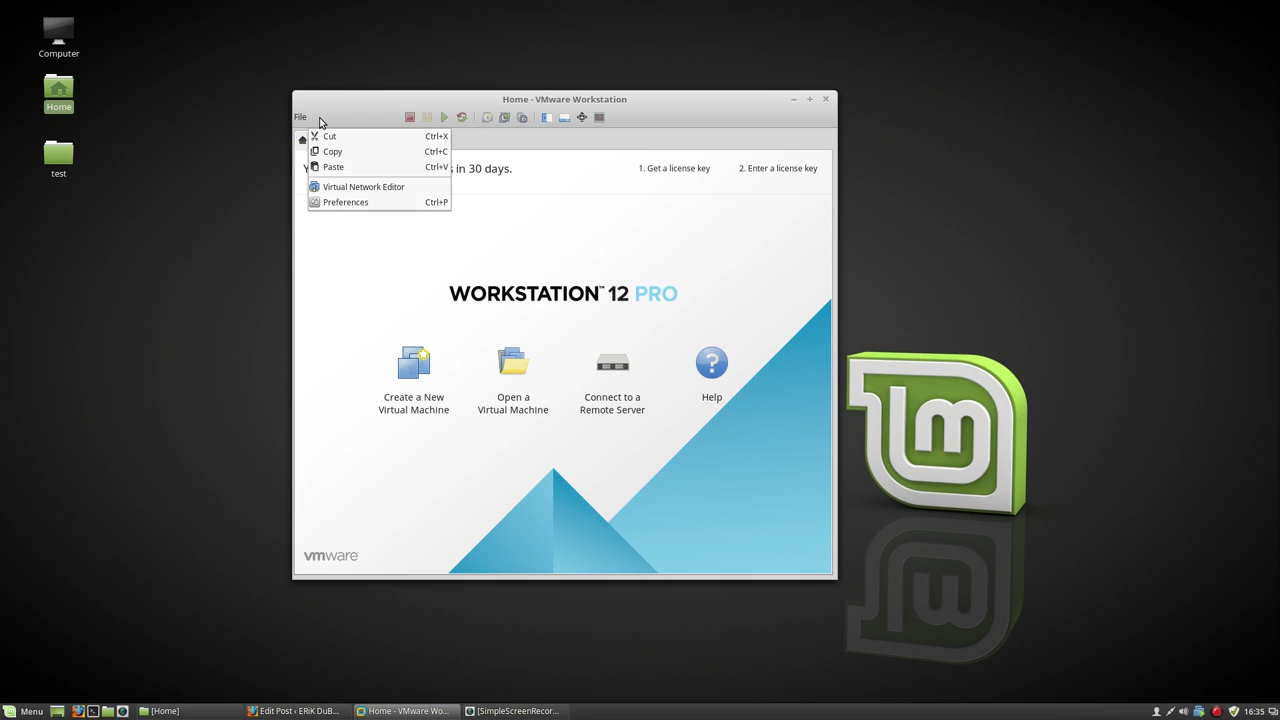 Computer
Home
test
Home - VMware Workstation
File
Cut Ctrl+X
Copy Ctrl+C
Paste Ctrl+V
Virtual Network Editor
Preferences Ctrl+P
Y
s in 30 days.
1. Get a license key
2. Enter a license key
WORKSTATION™ 12 PRO
Create a New
Virtual Machine
Open a
Virtual Machine
Connect to a
Remote Server
?
Help
vmware
lm
Menu
[Home]
Edit Post ‹ ERiK DuB...
Home - VMware Wo...
[SimpleScreenRecor...
16:35